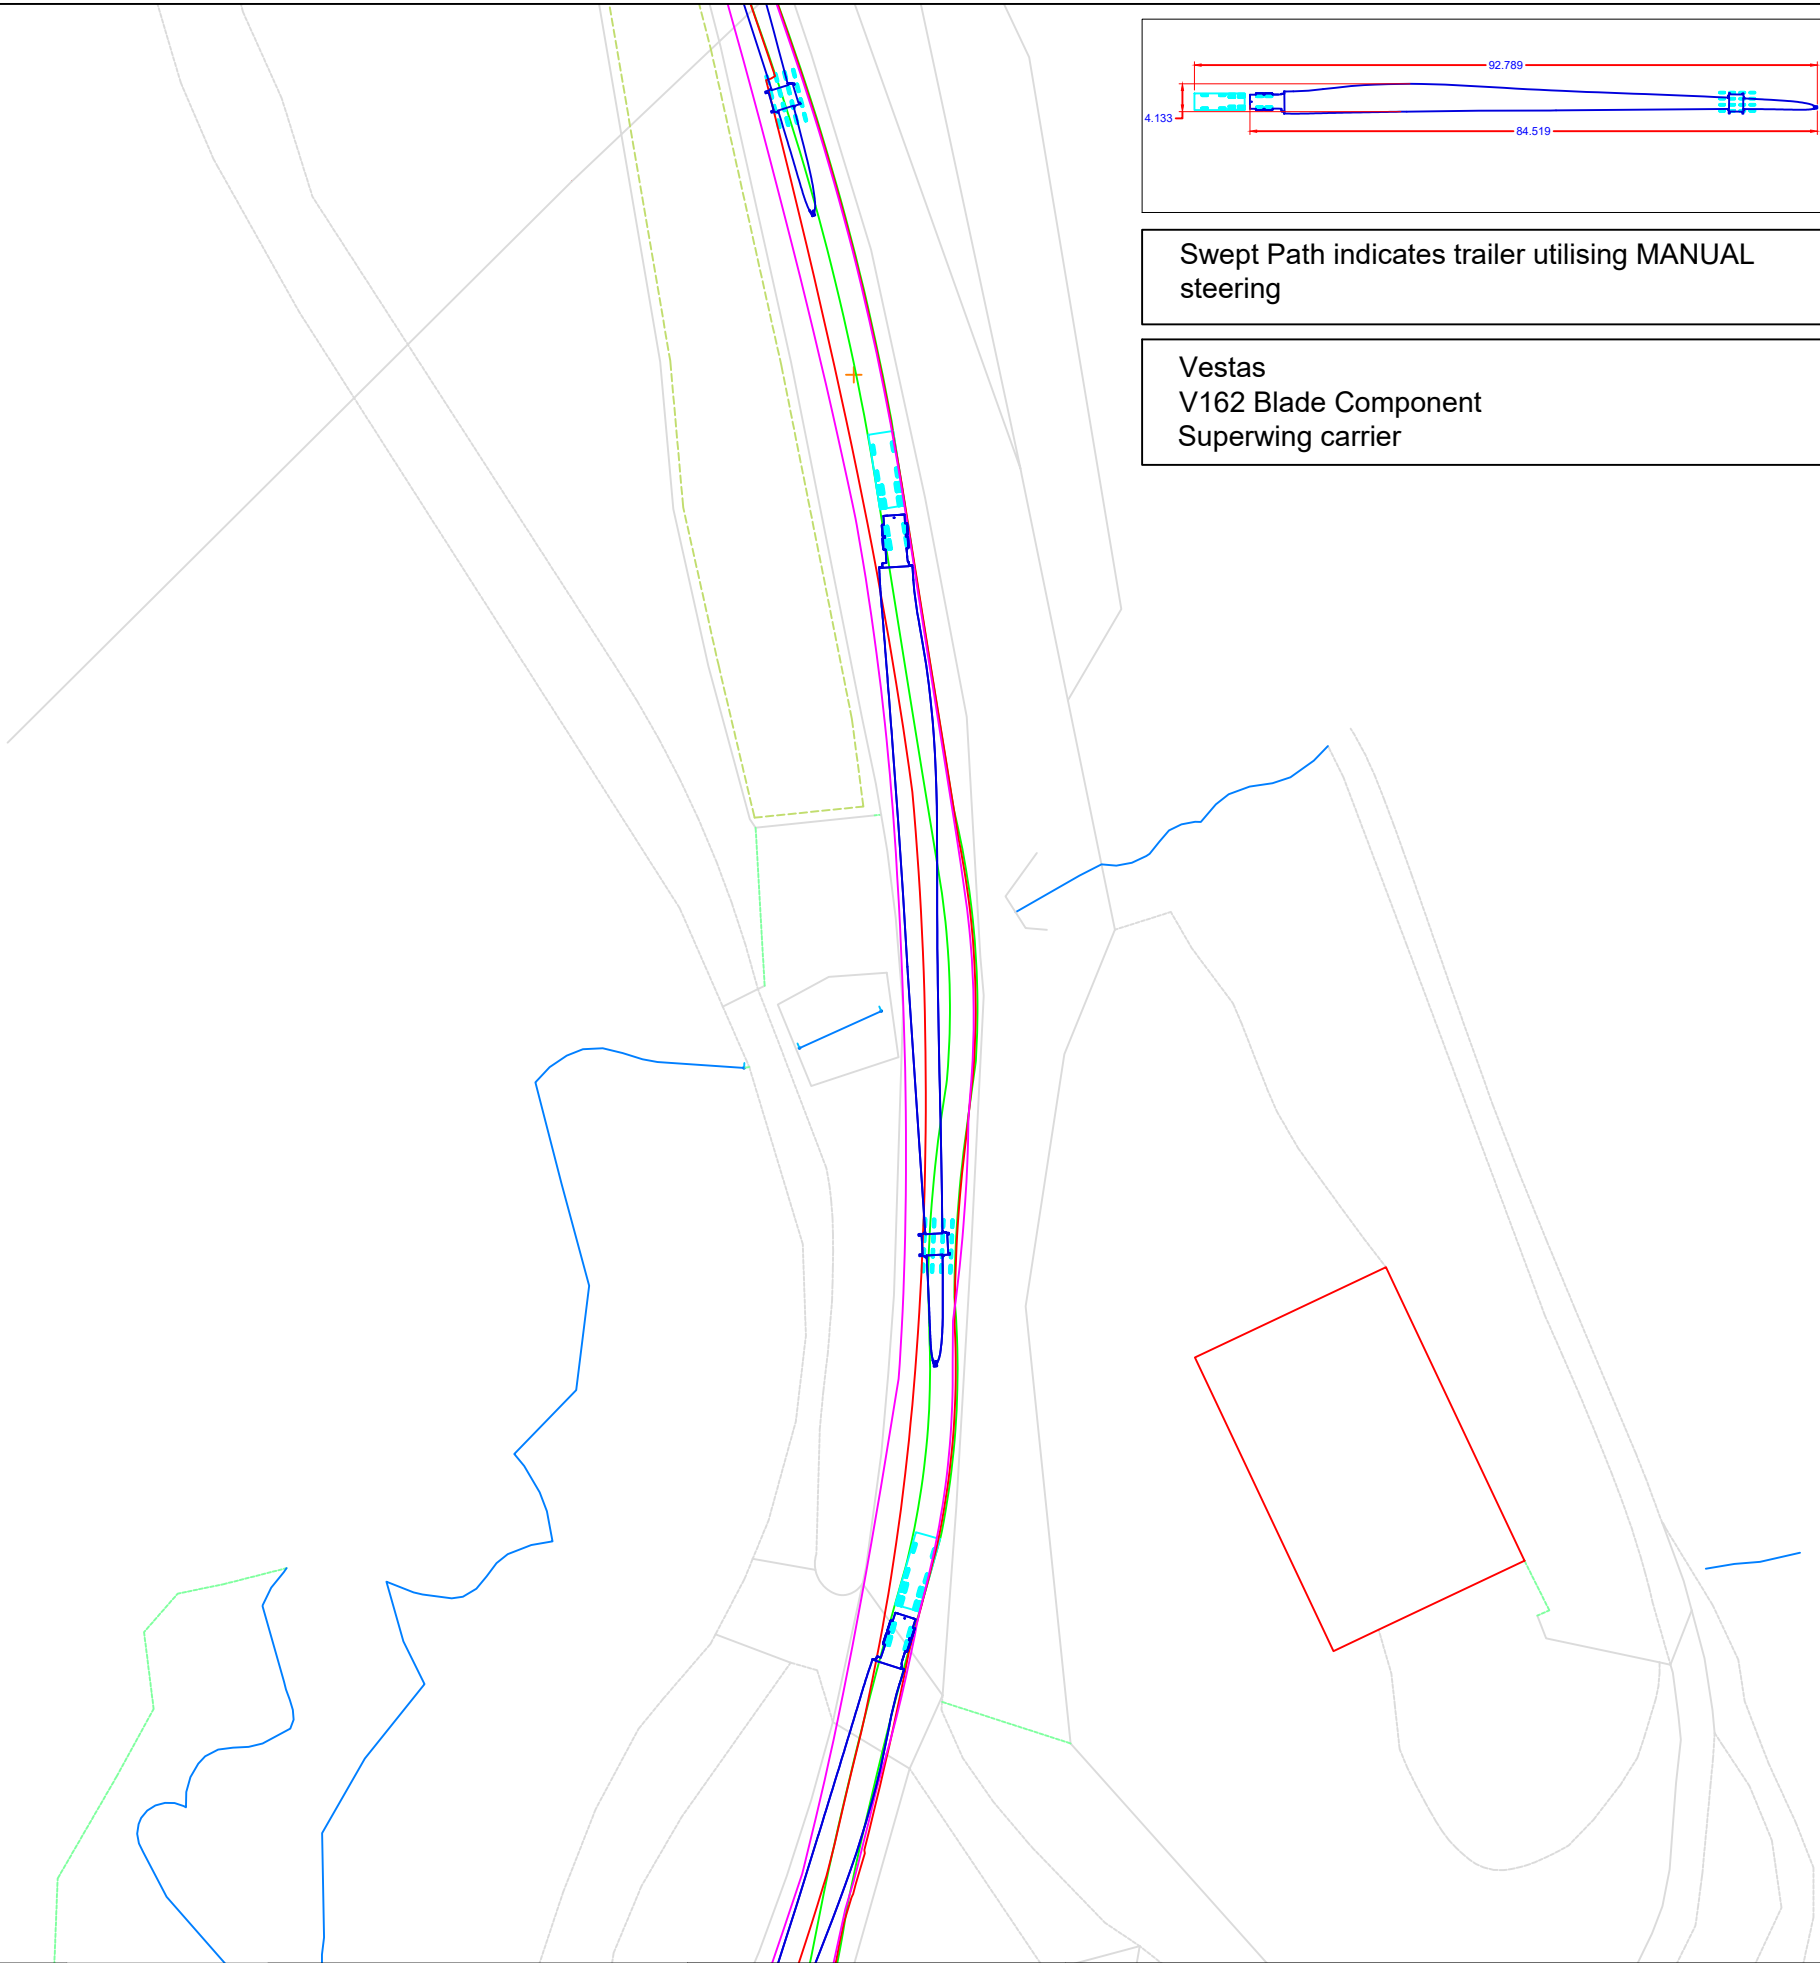 92.789
4.133
84.519
Swept Path indicates trailer utilising MANUAL
steering
Vestas
V162 Blade Component
Superwing carrier